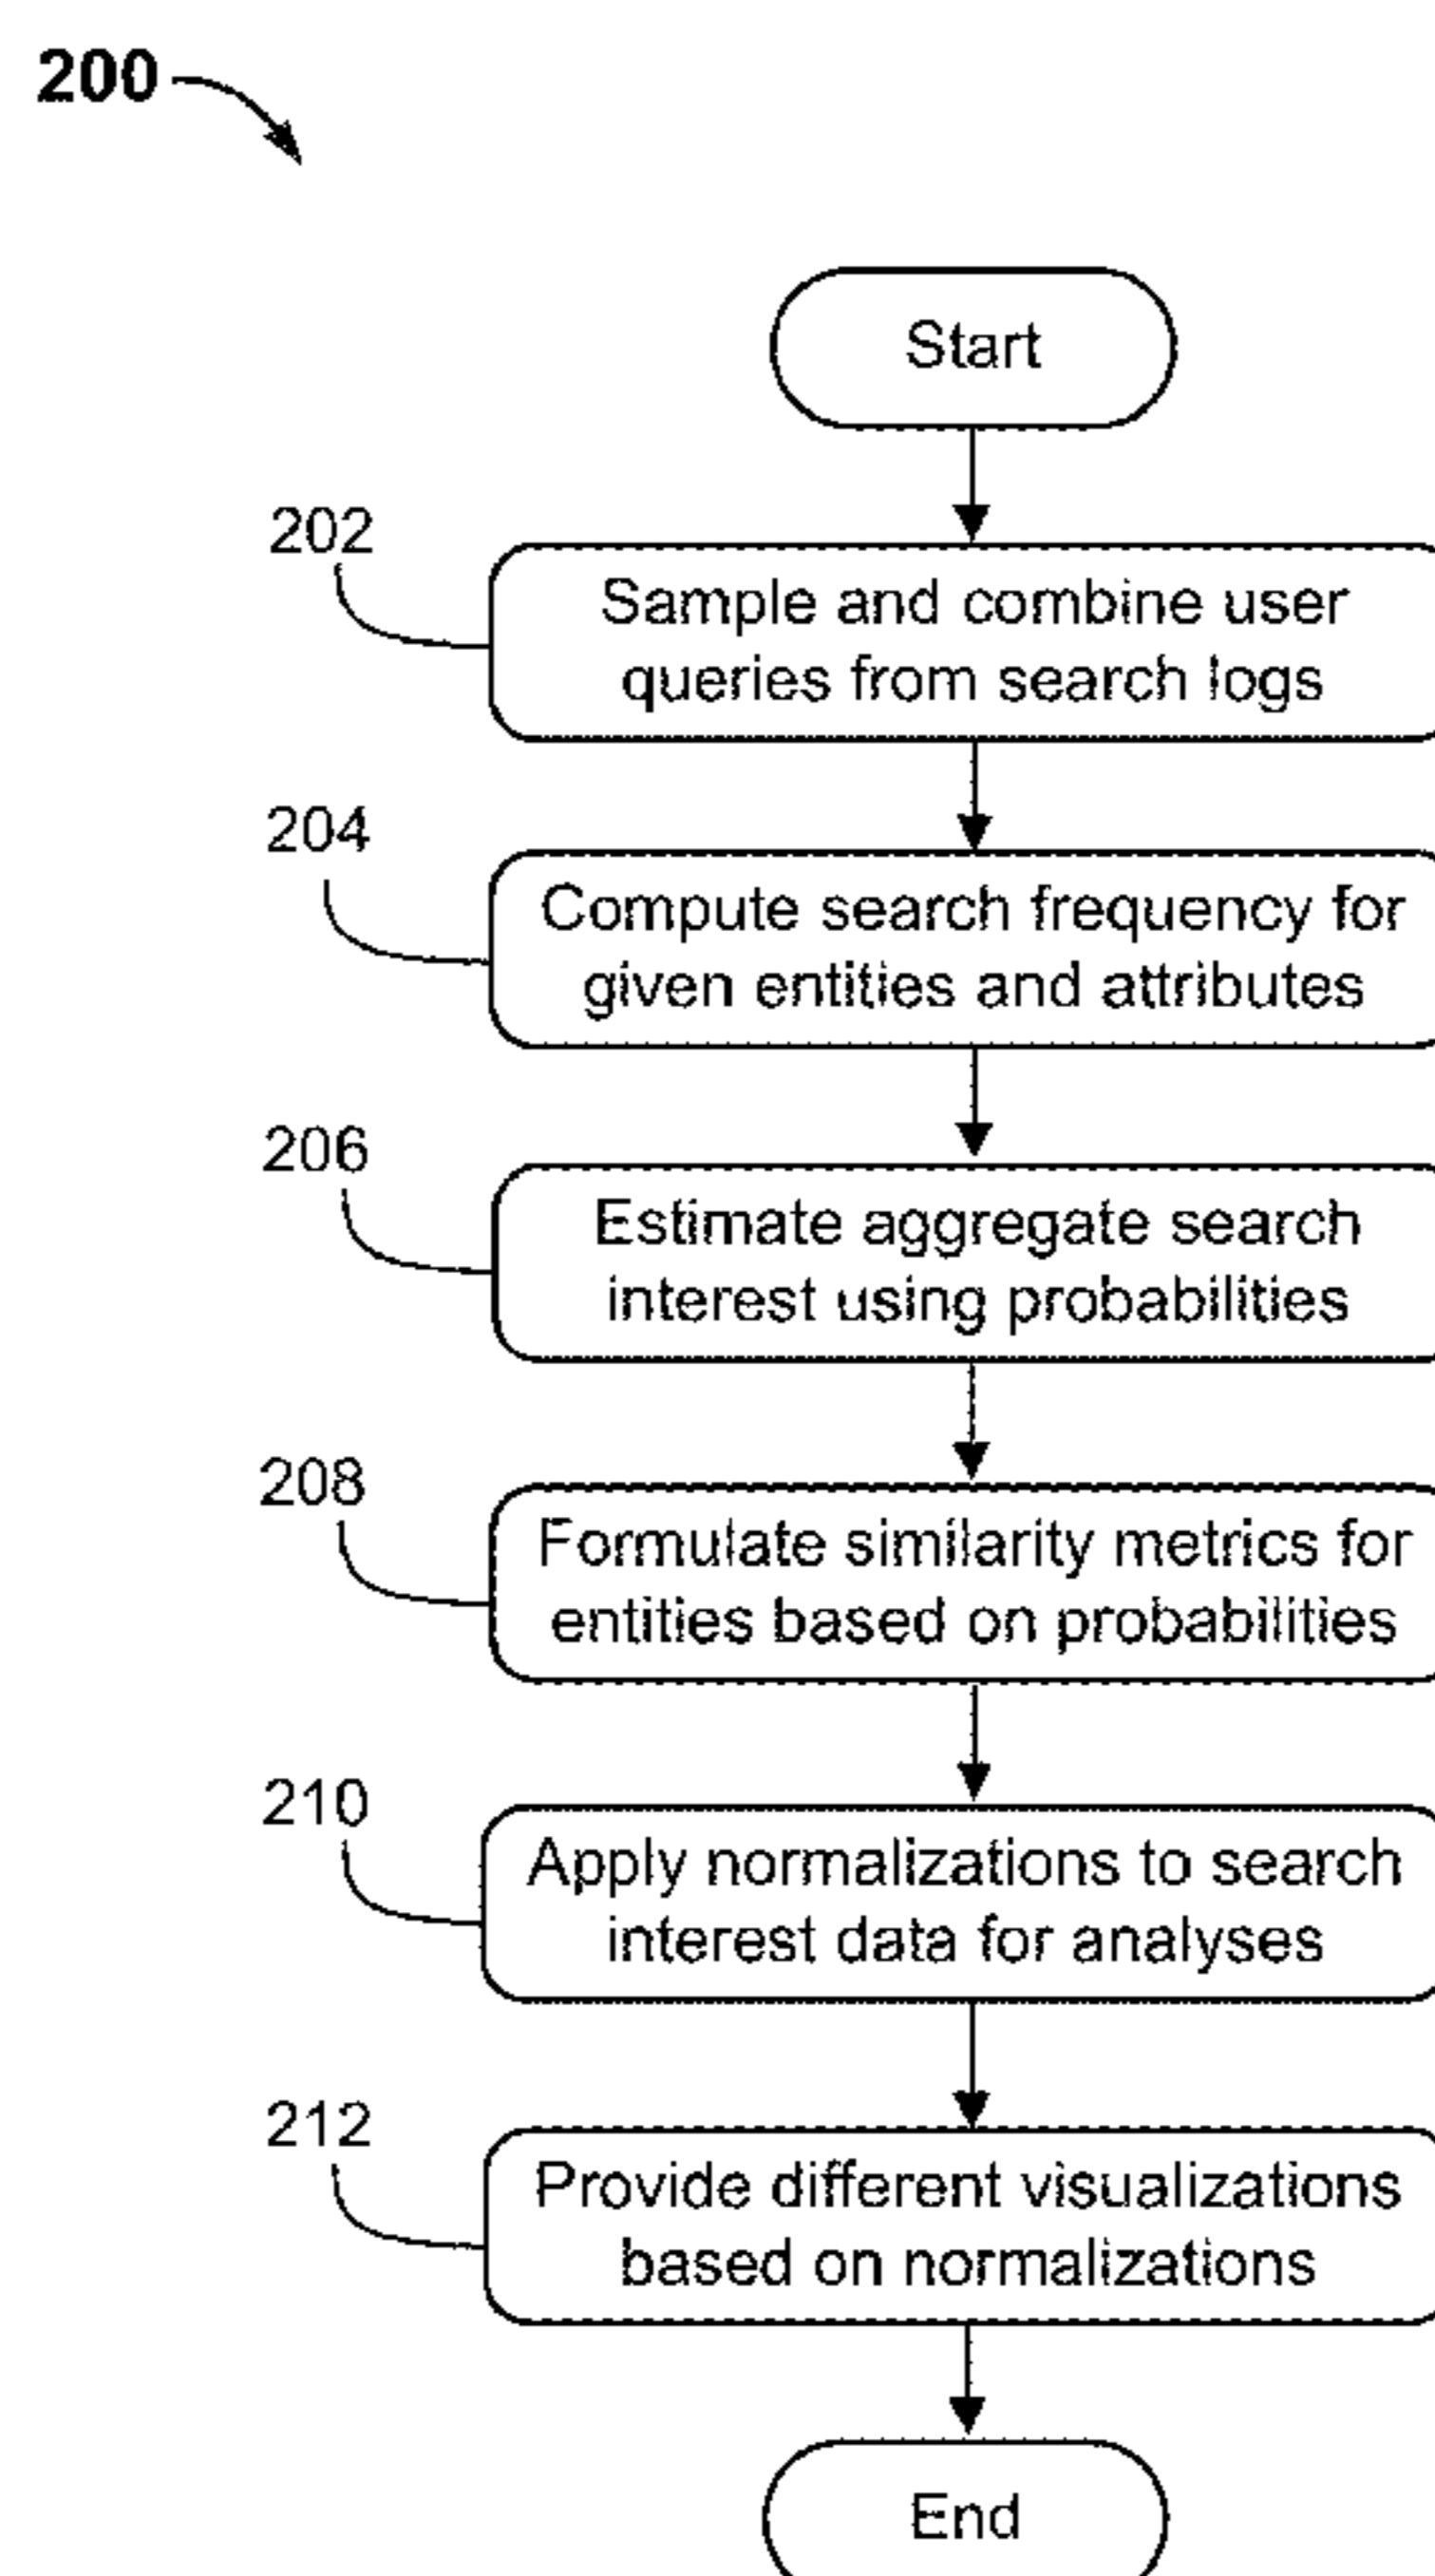 200
Start
202
Sample and combine user
queries from search logs
204
Compute search frequency for
given entities and attributes
206
Estimate aggregate search
interest using probabilities
208
Formulate similarity metrics for
entities based on probabilities
210
Apply normalizations to search
interest data for analyses
212
Provide different visualizations
based on normalizations
End